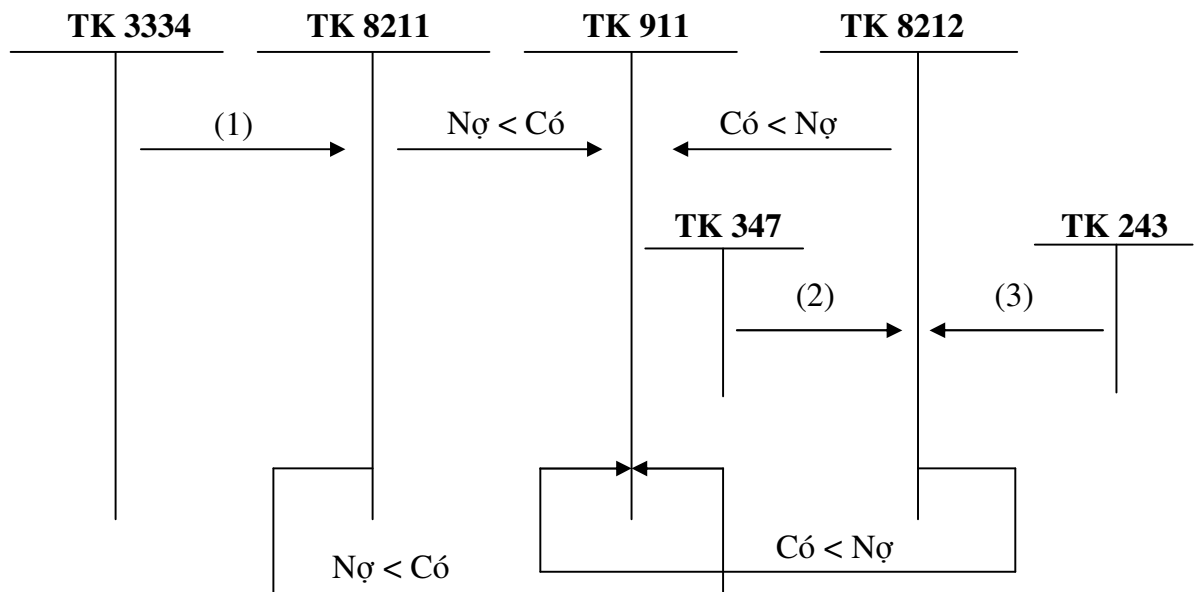 TK 3334 TK 8211 TK 911 TK 8212
(1) Nợ < Có Có < Nợ
TK 347 TK 243
(2) (3)
Có < Nợ
Nợ < Có